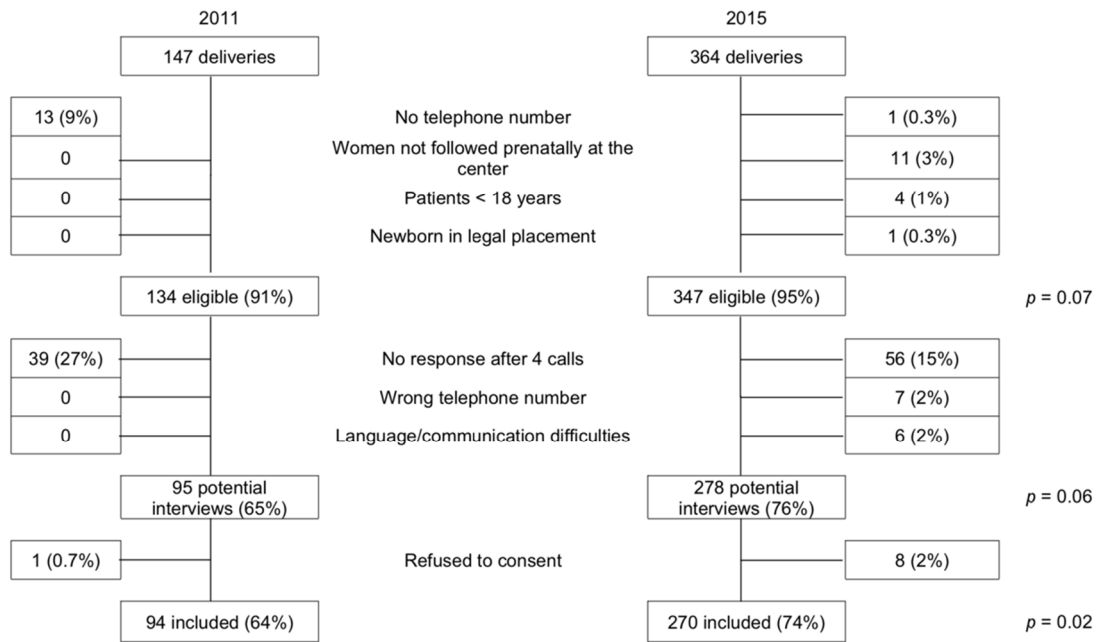 2011
2015
147 deliveries
364 deliveries
13 (9%)
No telephone number
1 (0.3%)
0
Women not followed prenatally at the
center
11 (3%)
0
Patients < 18 years
4 (1%)
0
Newborn in legal placement
1 (0.3%)
134 eligible (91%)
347 eligible (95%)
p = 0.07
39 (27%)
No response after 4 calls
56 (15%)
0
Wrong telephone number
7 (2%)
0
Language/communication difficulties
6 (2%)
95 potential
interviews (65%)
278 potential
interviews (76%)
p = 0.06
1 (0.7%)
Refused to consent
8 (2%)
94 included (64%)
270 included (74%)
p = 0.02